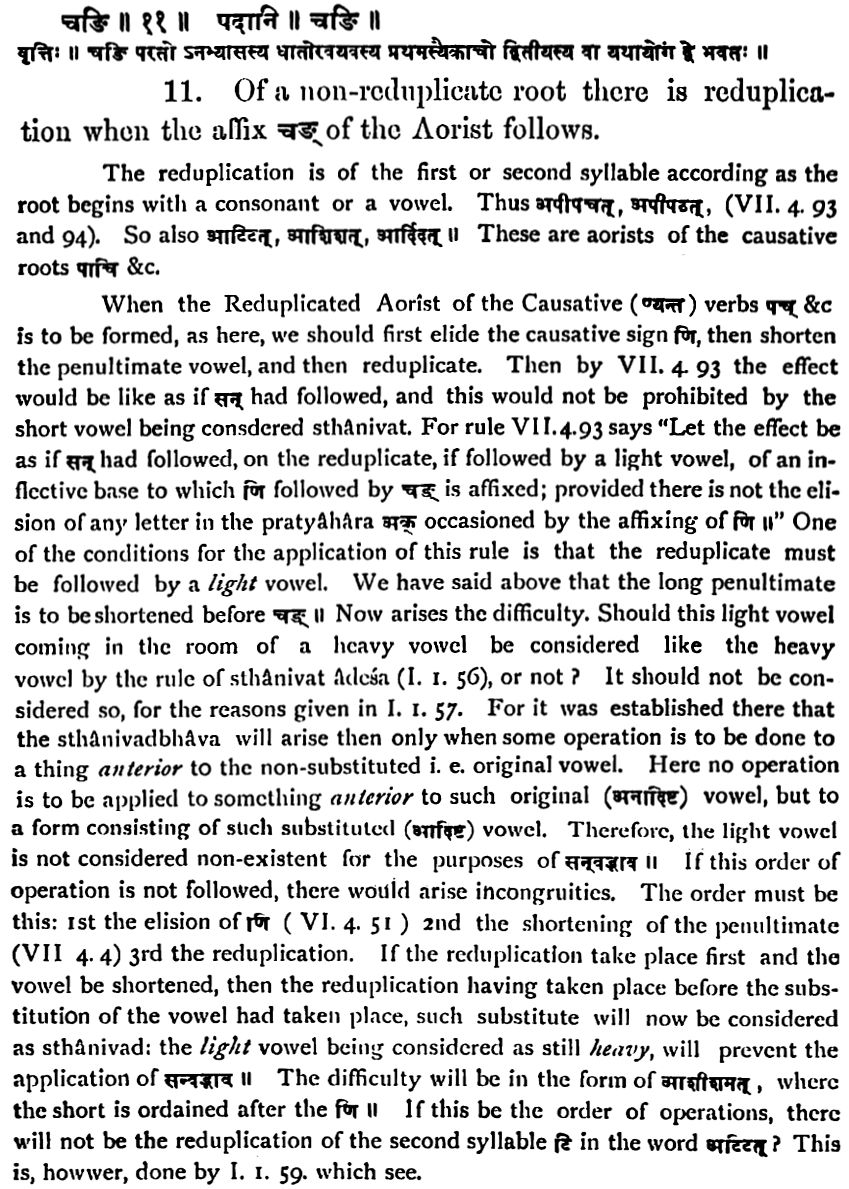 चङि ॥ ११ ॥ पदानि ॥ चङि ॥
वृत्तिः ॥ चङि परतो ऽनभ्यासस्य धातोरवयवस्य प्रथमस्यैकाचो द्वितीयस्य वा यथायोगं द्वे भवतः ॥
11. Of a non-reduplicate root there is reduplica-
tion when the affix चङ् of the Aorist follows.
The reduplication is of the first or second syllable according as the
root begins with a consonant or a vowel. Thus अपीपचत्, अपीपठत्, (VII. 4. 93
and 94). So also आटिटत्, आशिशत्, आर्दिदत् ॥ These are aorists of the causative
roots पाचि &c.
When the Reduplicated Aorist of the Causative (ण्यन्त) verbs पच् &c
is to be formed, as here, we should first elide the causative sign णि, then shorten
the penultimate vowel, and then reduplicate. Then by VII. 4. 93 the effect
would be like as if सन् had followed, and this would not be prohibited by the
short vowel being consdered sthânivat. For rule VII.4.93 says "Let the effect be
as if सन् had followed, on the reduplicate, if followed by a light vowel, of an in-
flective base to which णि followed by चङ् is affixed; provided there is not the eli-
sion of any letter in the pratyâhâra अक् occasioned by the affixing of णि ॥" One
of the conditions for the application of this rule is that the reduplicate must
be followed by a light vowel. We have said above that the long penultimate
is to be shortened before चङ् ॥ Now arises the difficulty. Should this light vowel
coming in the room of a heavy vowel be considered like the heavy
vowel by the rule of sthânivat âdeśa (I. 1. 56), or not ? It should not be con-
sidered so, for the reasons given in I. 1. 57. For it was established there that
the sthânivadbhâva will arise then only when some operation is to be done to
a thing anterior to the non-substituted i. e. original vowel. Here no operation
is to be applied to something anterior to such original (अनादिष्ट) vowel, but to
a form consisting of such substituted (आदिष्ट) vowel. Therefore, the light vowel
is not considered non-existent for the purposes of सन्वद्भाव ॥ If this order of
operation is not followed, there would arise incongruities. The order must be
this: 1st the elision of णि ( VI. 4. 51 ) 2nd the shortening of the penultimate
(VII 4. 4) 3rd the reduplication. If the reduplication take place first and the
vowel be shortened, then the reduplication having taken place before the subs-
titution of the vowel had taken place, such substitute will now be considered
as sthânivad: the light vowel being considered as still heavy, will prevent the
application of सन्वद्भाव ॥ The difficulty will be in the form of आशीशमत्, where
the short is ordained after the णि ॥ If this be the order of operations, there
will not be the reduplication of the second syllable टि in the word अटिटत् ? This
is, howwer, done by I. 1. 59. which see.